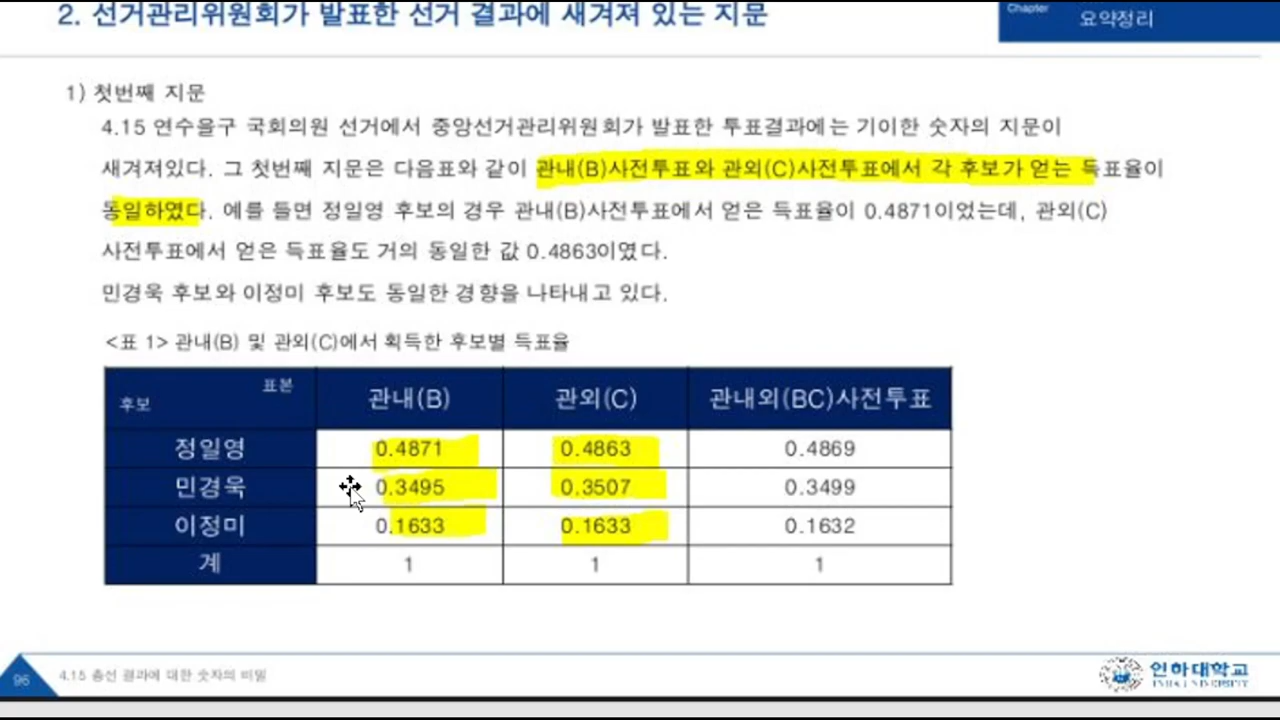 2. 선거관리위원회가 발표한 선거 결과에 새겨져 있는 지문
Chapter
요약정리
1) 첫번째 지문
4.15 연수을구 국회의원 선거에서 중앙선거관리위원회가 발표한 투표결과에는 기이한 숫자의 지문이
새겨져있다. 그 첫번째 지문은 다음표와 같이 관내(B)사전투표와 관외(C)사전투표에서 각 후보가 얻는 득표율이
동일하였다. 예를 들면 정일영 후보의 경우 관내(B)사전투표에서 얻은 득표율이 0.4871이었는데, 관외(C)
사전투표에서 얻은 득표율도 거의 동일한 값 0.4863이였다.
민경욱 후보와 이정미 후보도 동일한 경향을 나타내고 있다.
<표 1> 관내(B) 및 관외(C)에서 획득한 후보별 득표율
표본
후보 관내(B) 관외(C) 관내외(BC)사전투표
정일영 0.4871 0.4863 0.4869
민경욱 0.3495 0.3507 0.3499
이정미 0.1633 0.1633 0.1632
계 1 1 1
96 4.15 총선 결과에 대한 숫자의 비밀
인하대학교
INHA UNIVERSITY